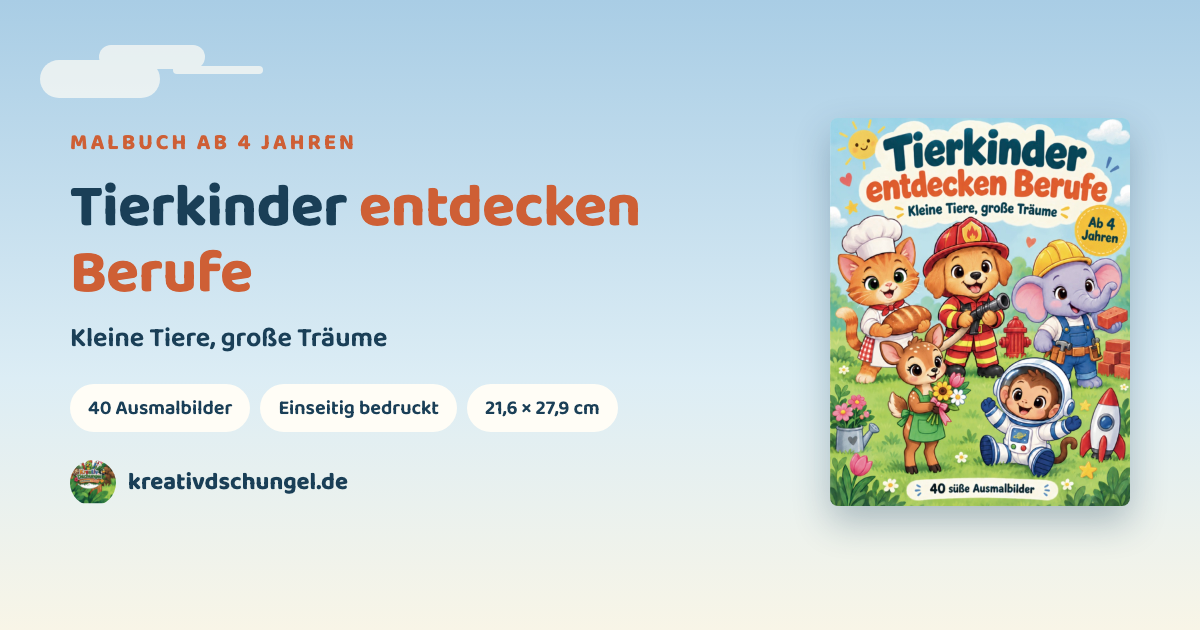 MALBUCH AB 4 JAHREN
Tierkinder entdecken
Berufe
Kleine Tiere, große Träume
40 Ausmalbilder
Einseitig bedruckt
21,6 × 27,9 cm
kreativdschungel.de
Tierkinder
entdecken Berufe
Kleine Tiere, große Träume
Ab 4
Jahren
40 süße Ausmalbilder